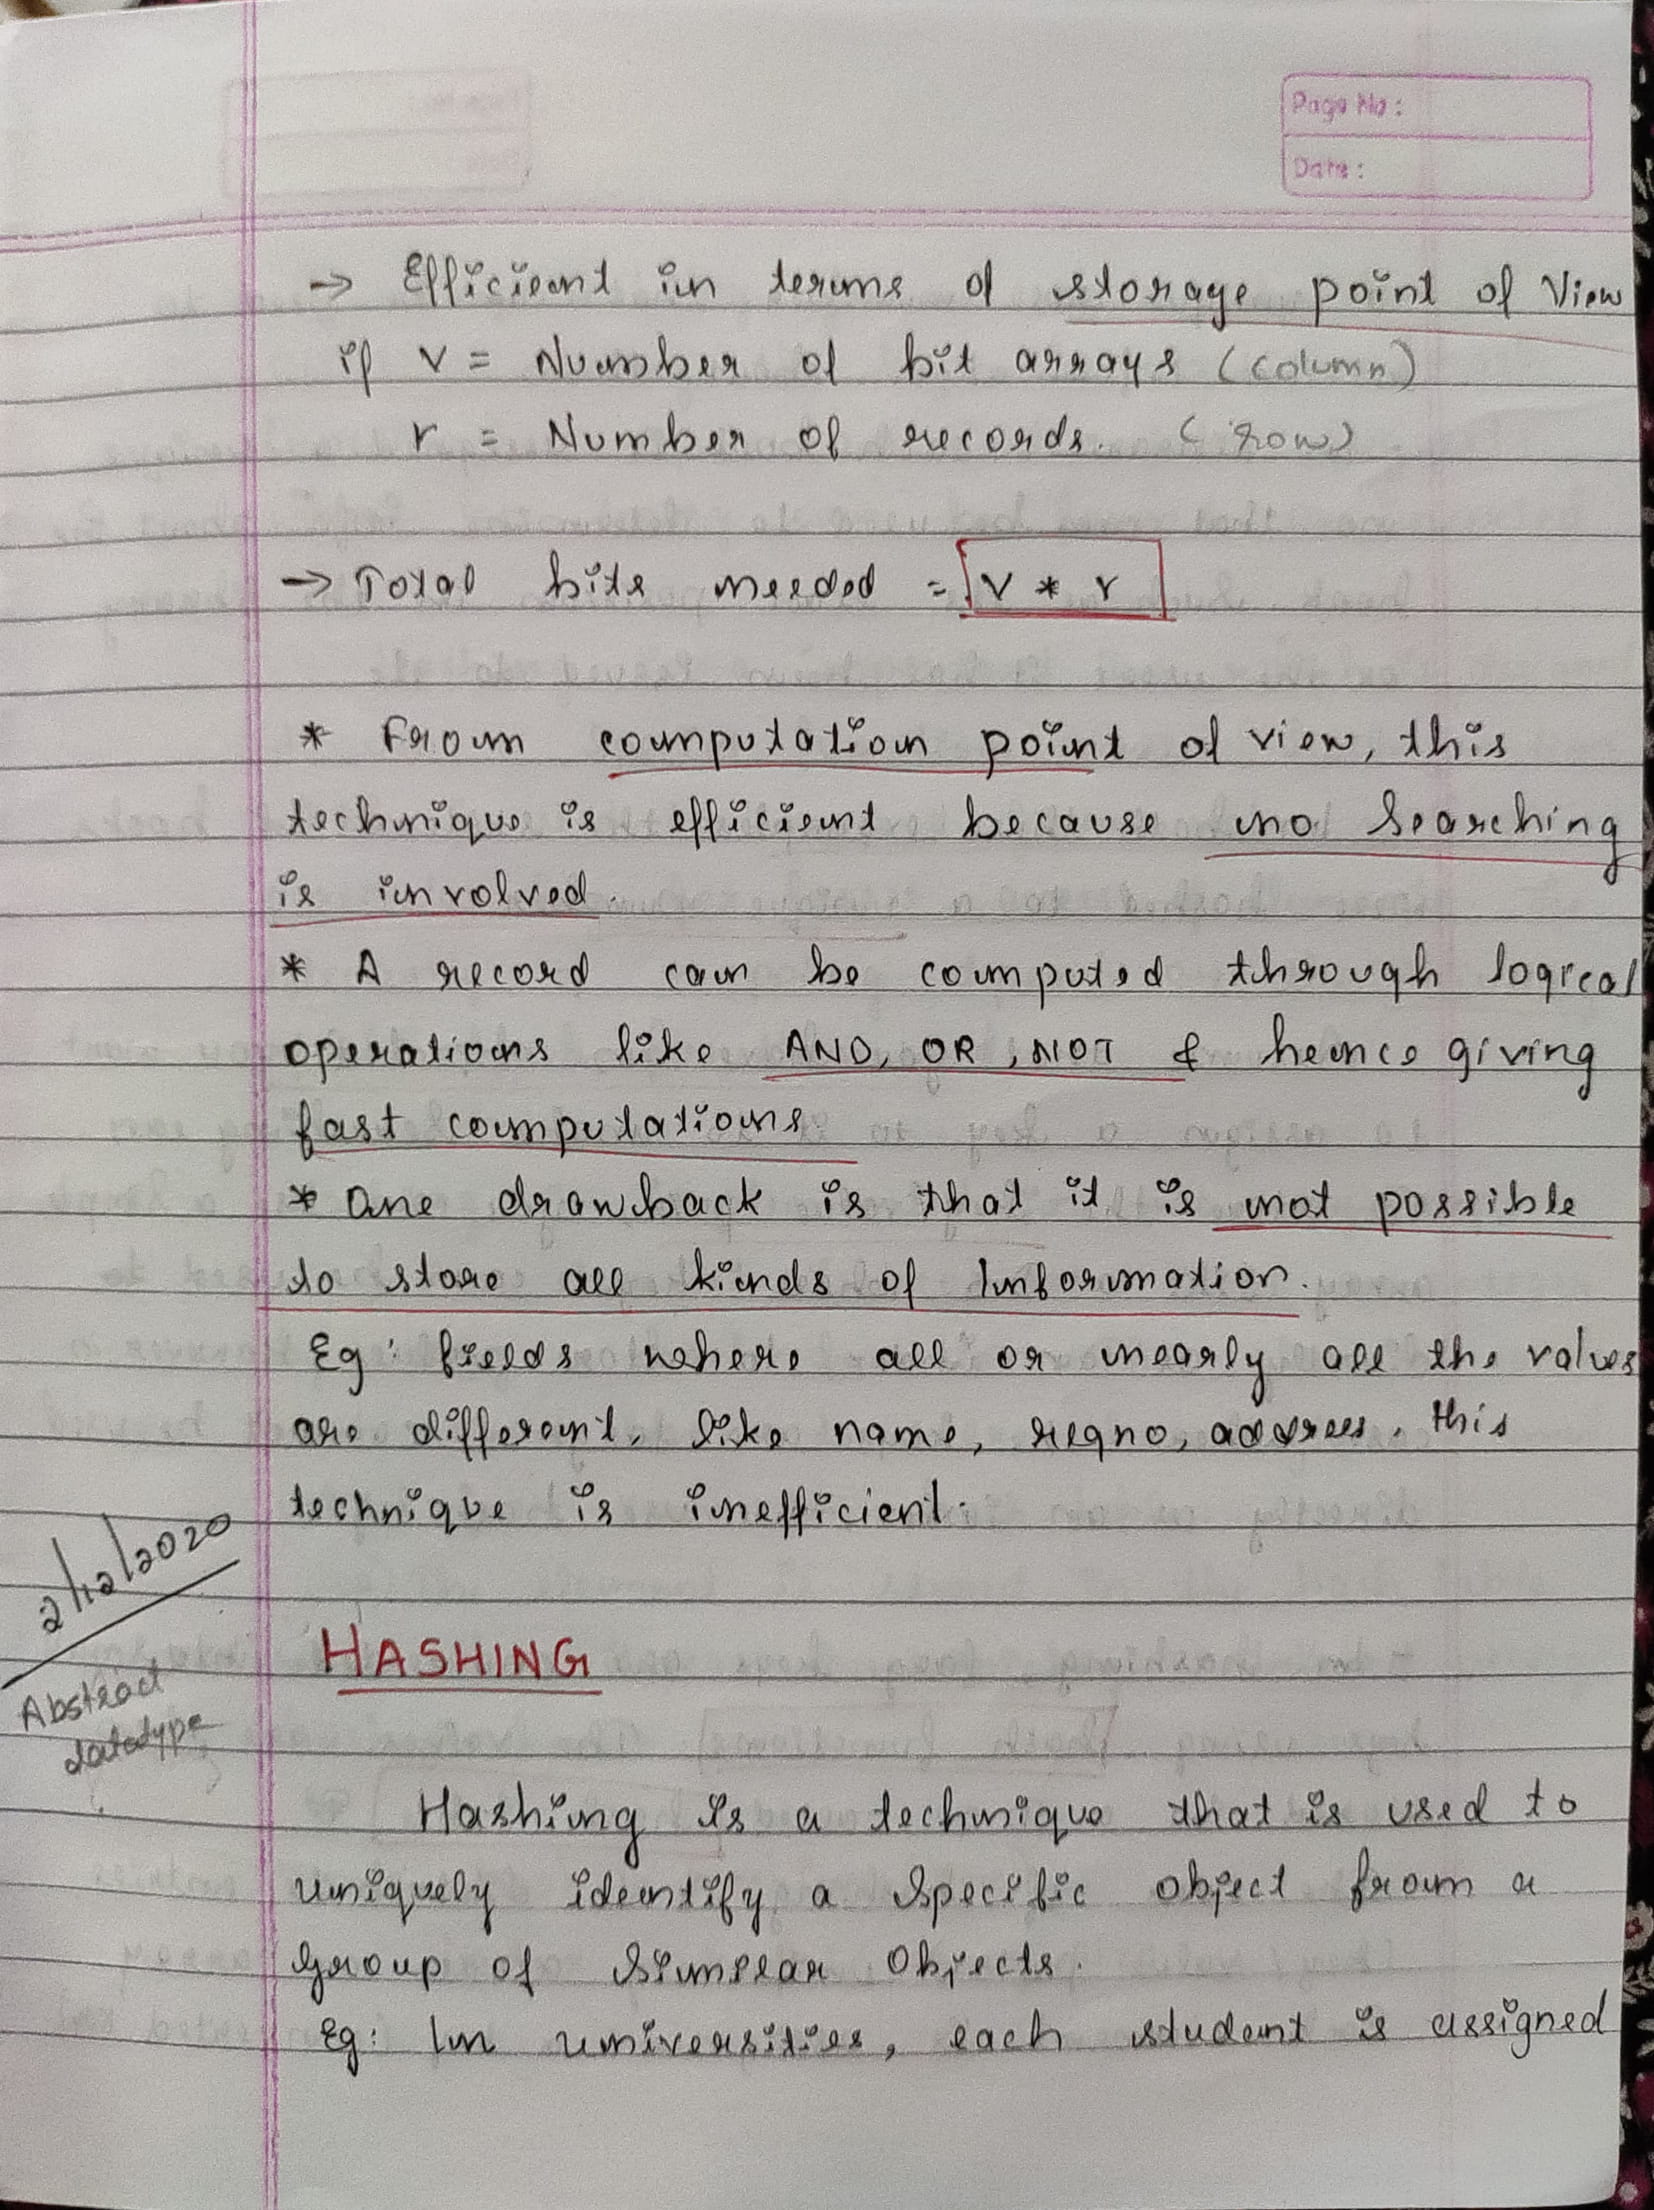 Page No :
Date :
→ Efficient in terms of storage point of View
if v = Number of bit arrays (column)
r = Number of records. (row)
→ Total bits needed = v * r
* From computation point of view, this
technique is efficient because no searching
is involved.
* A record can be computed through logical
operations like AND, OR, NOT & hence giving
fast computations.
* One drawback is that it is not possible
to store all kinds of Information.
Eg: fields where all or nearly all the values
are different, like name, regno, address, this
technique is inefficient.
2/12/2020
HASHING
Abstract
datatype
Hashing is a technique that is used to
uniquely identify a specific object from a
group of similar objects.
Eg: In universities, each student is assigned